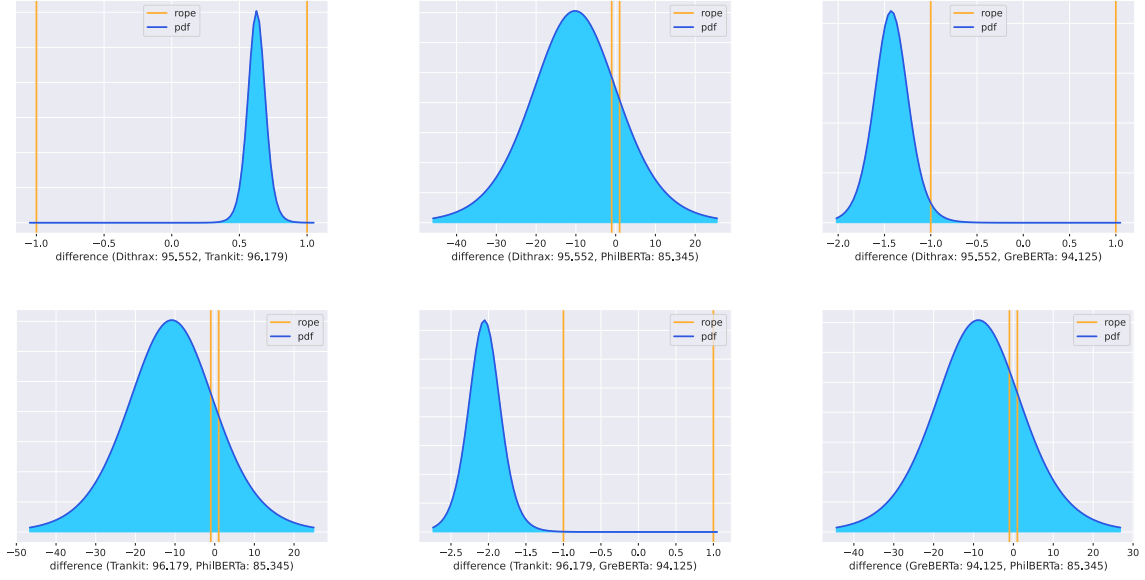 rope
pdf
−1.0 −0.5 0.0 0.5 1.0
difference (Dithrax: 95.552, Trankit: 96.179)
rope
pdf
−40 −30 −20 −10 0 10 20
difference (Dithrax: 95.552, PhilBERTa: 85.345)
rope
pdf
−2.0 −1.5 −1.0 −0.5 0.0 0.5 1.0
difference (Dithrax: 95.552, GreBERTa: 94.125)
rope
pdf
−50 −40 −30 −20 −10 0 10 20
difference (Trankit: 96.179, PhilBERTa: 85.345)
rope
pdf
−2.5 −2.0 −1.5 −1.0 −0.5 0.0 0.5 1.0
difference (Trankit: 96.179, GreBERTa: 94.125)
rope
pdf
−40 −30 −20 −10 0 10 20 30
difference (GreBERTa: 94.125, PhilBERTa: 85.345)